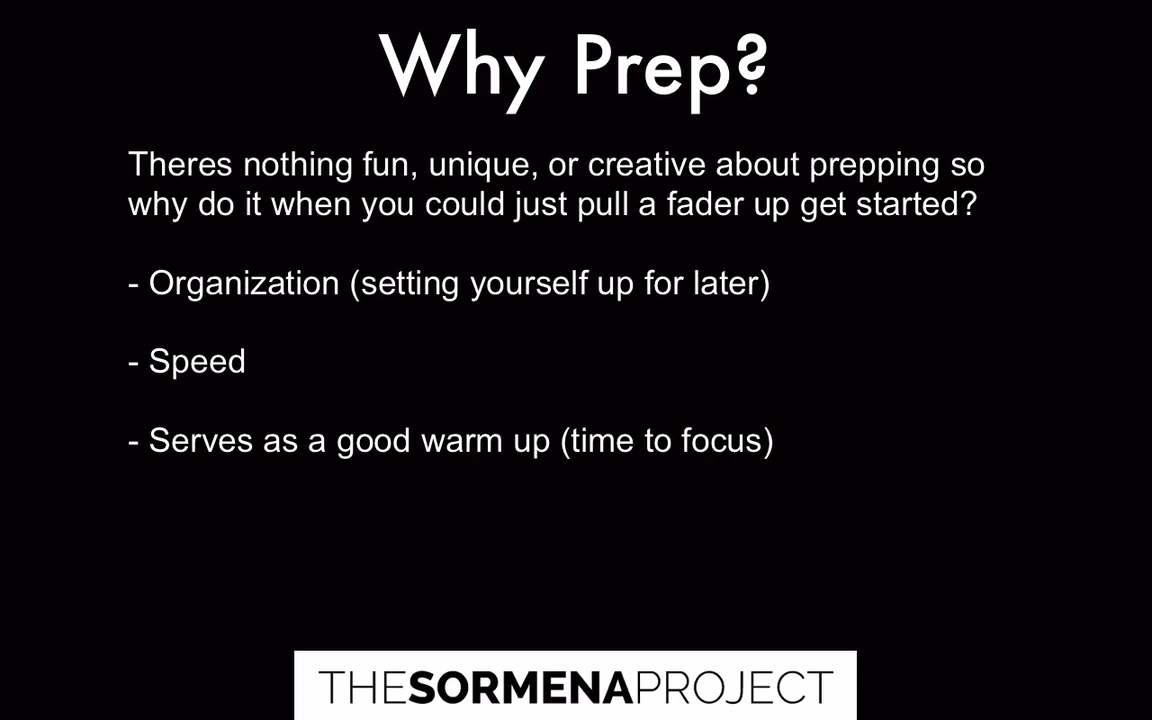 Why Prep?
Theres nothing fun, unique, or creative about prepping so
why do it when you could just pull a fader up get started?
- Organization (setting yourself up for later)
- Speed
- Serves as a good warm up (time to focus)
THESORMENAPROJECT